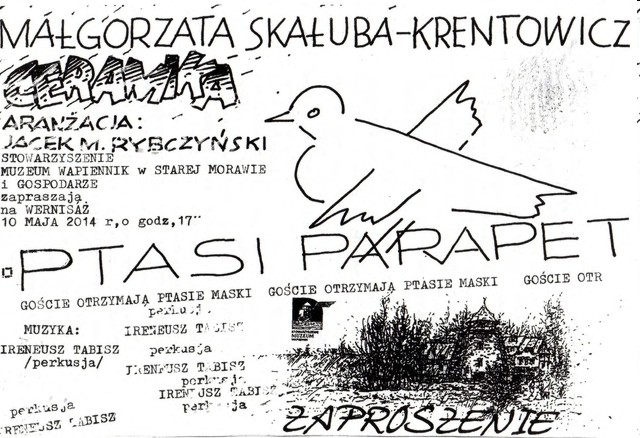 MAŁGORZATA SKAŁUBA-KRENTOWICZ
CERAMIKA
ARANŻACJA:
JACEK M. RYBCZYŃSKI
STOWARZYSZENIE
MUZEUM WAPIENNIK w STAREJ MORAWIE
i GOSPODARZE
zapraszają
na WERNISAŻ
10 MAJA 2014 r,o godz,17"
PTASI PARAPET
GOŚCIE OTRZYMAJĄ PTASIE MASKI GOŚCIE OTRZYMAJĄ PTASIE MASKI GOŚCIE OTR
MUZYKA:
IRENEUSZ TABISZ
IRENEUSZ TABISZ
/perkusja/
perkusja
IRENEUSZ TABISZ
perkusja
IRENEUSZ TABISZ
perkusja
perkusja
IRENEUSZ TABISZ
MUZEUM
ZAPROSZENIE